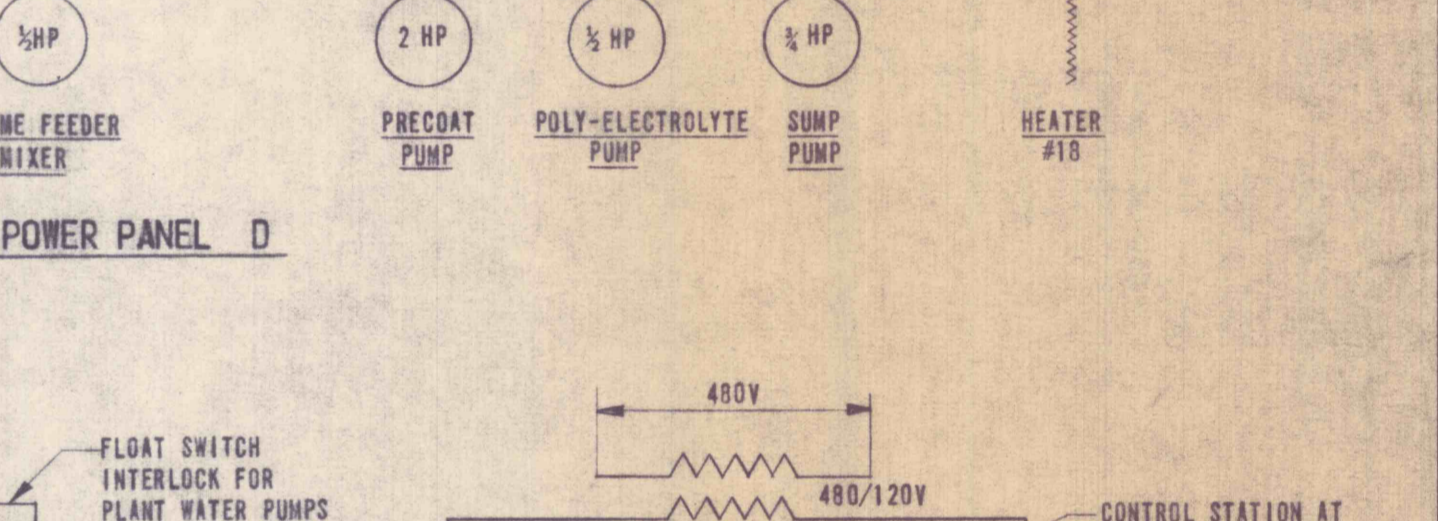 ½HP
2 HP
½ HP
¾ HP
ME FEEDER
MIXER
PRECOAT
PUMP
POLY-ELECTROLYTE
PUMP
SUMP
PUMP
HEATER
#18
POWER PANEL D
480V
FLOAT SWITCH
INTERLOCK FOR
PLANT WATER PUMPS
480/120V
CONTROL STATION AT